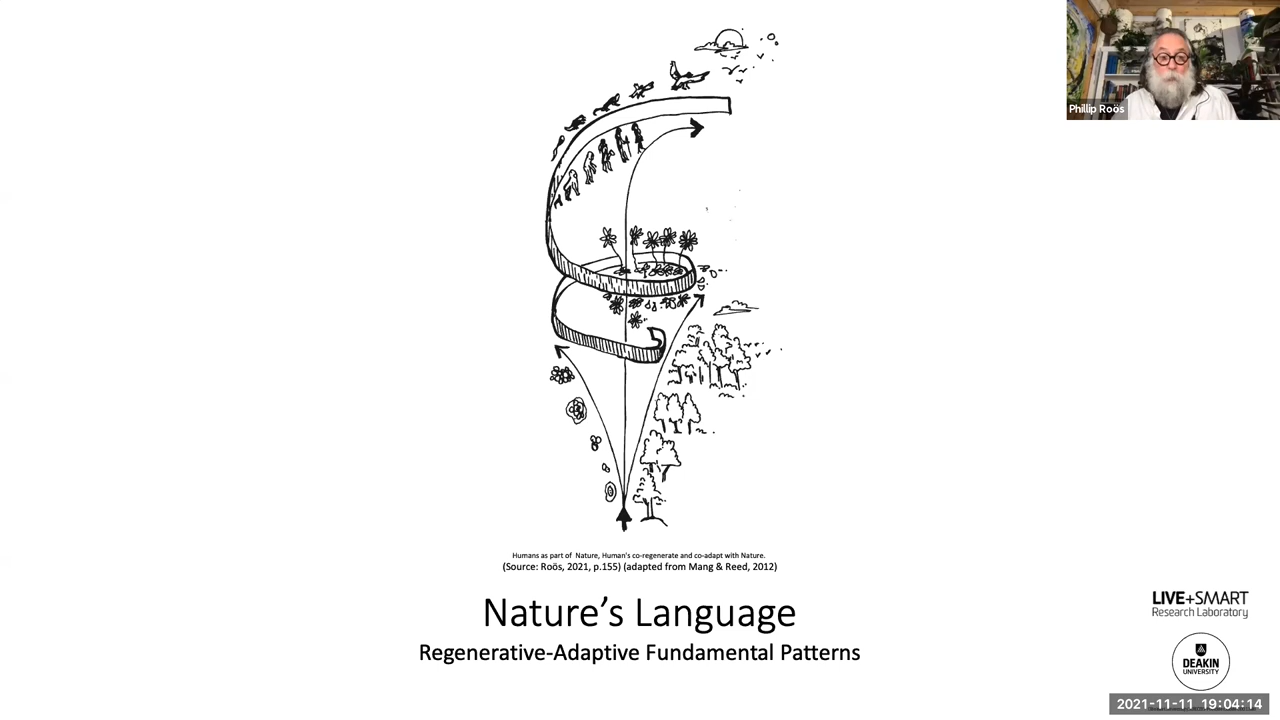 Phillip Roös
Humans as part of Nature, Human's co-regenerate and co-adapt with Nature.
(Source: Roös, 2021, p.155) (adapted from Mang & Reed, 2012)
Nature's Language
Regenerative-Adaptive Fundamental Patterns
LIVE+SMART
Research Laboratory
DEAKIN
UNIVERSITY
2021-11-11 19:04:14